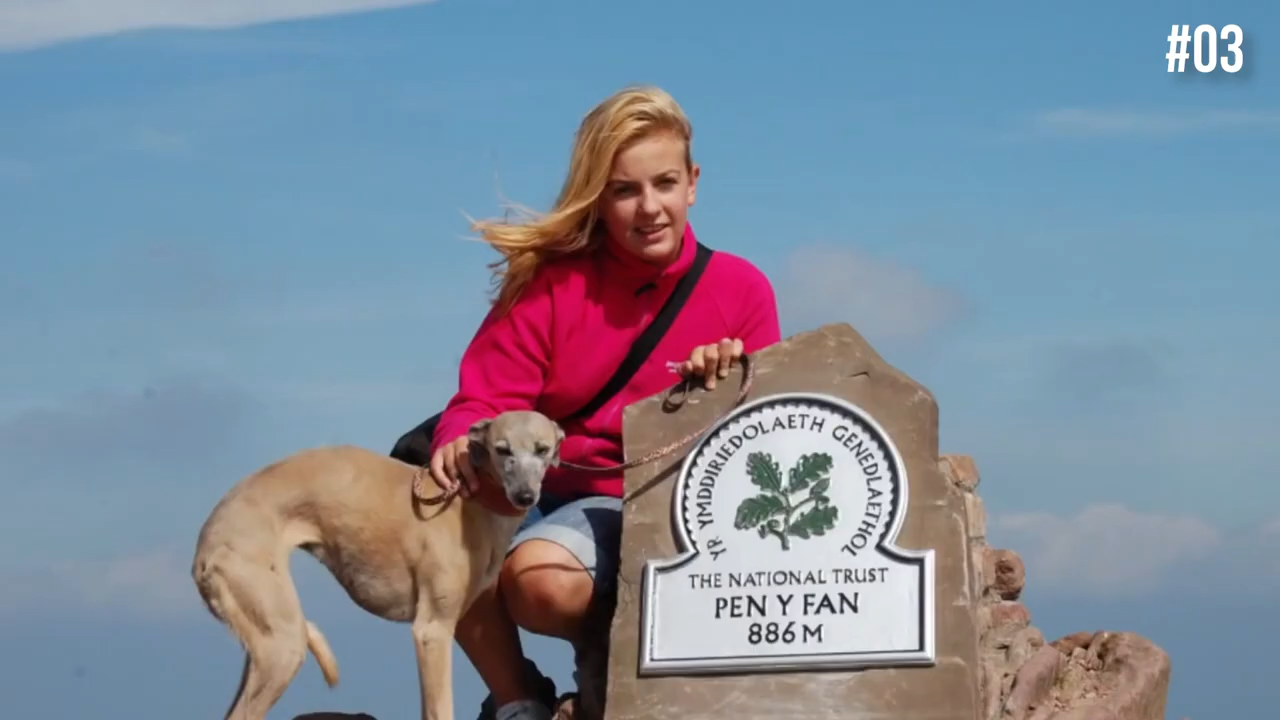 #03
YR YMDDIRIEDOLAETH GENEDLAETHOL
THE NATIONAL TRUST
PEN Y FAN
886 M